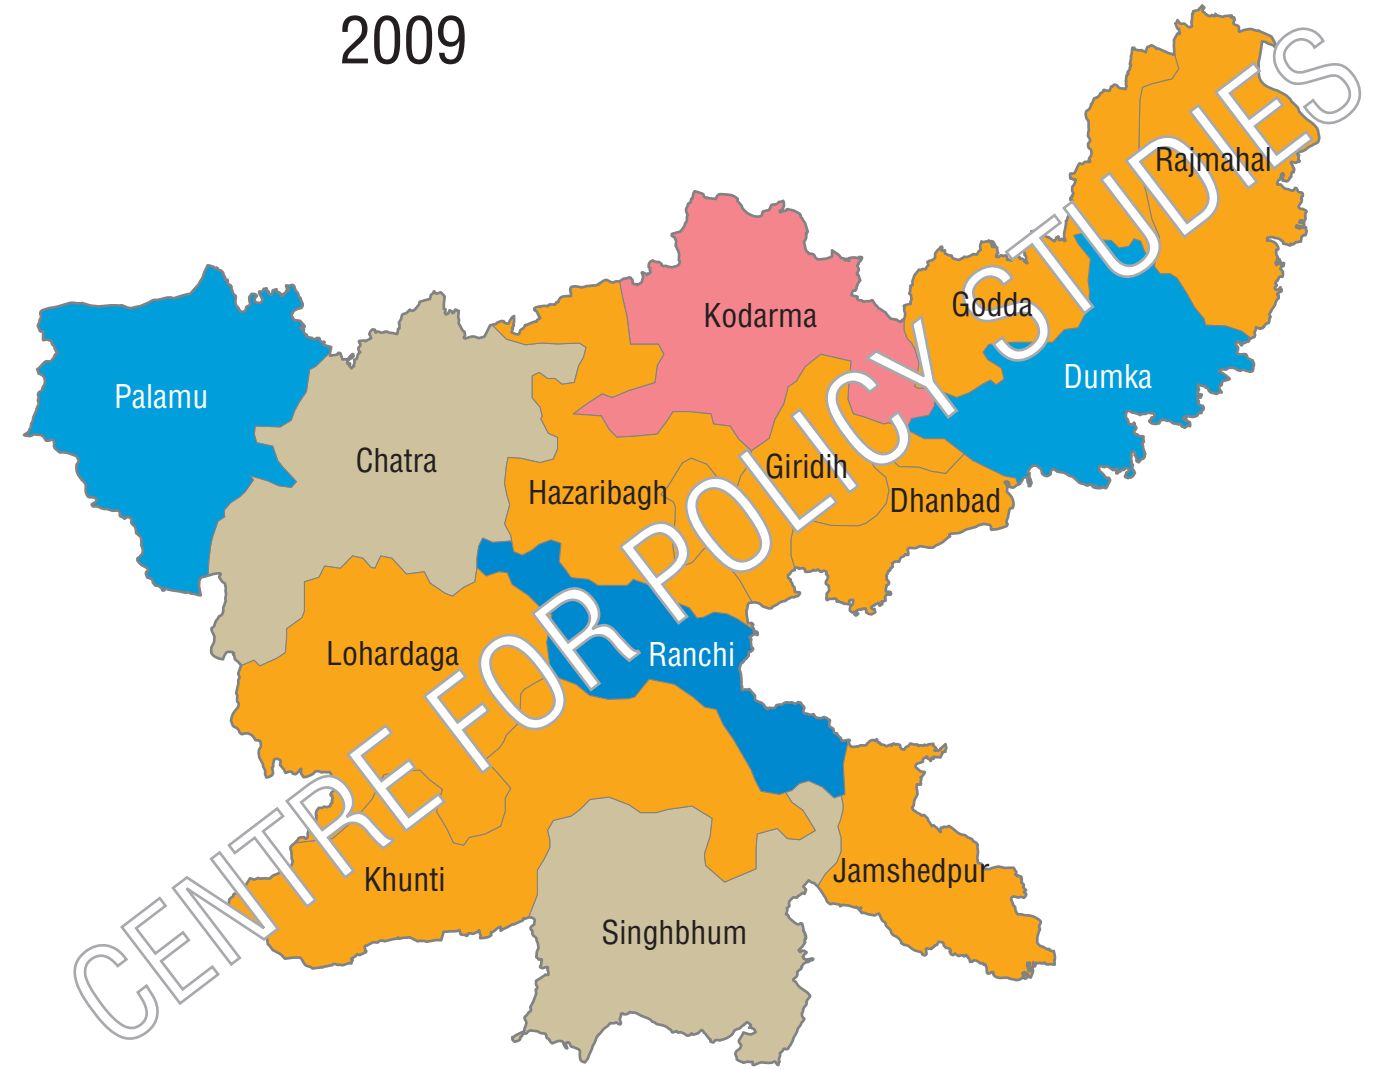 2009
Rajmahal
Godda
Kodarma
Dumka
Palamu
Chatra
Giridih
Hazaribagh
Dhanbad
Lohardaga
Ranchi
Khunti
Jamshedpur
Singhbhum
CENTRE FOR POLICY STUDIES